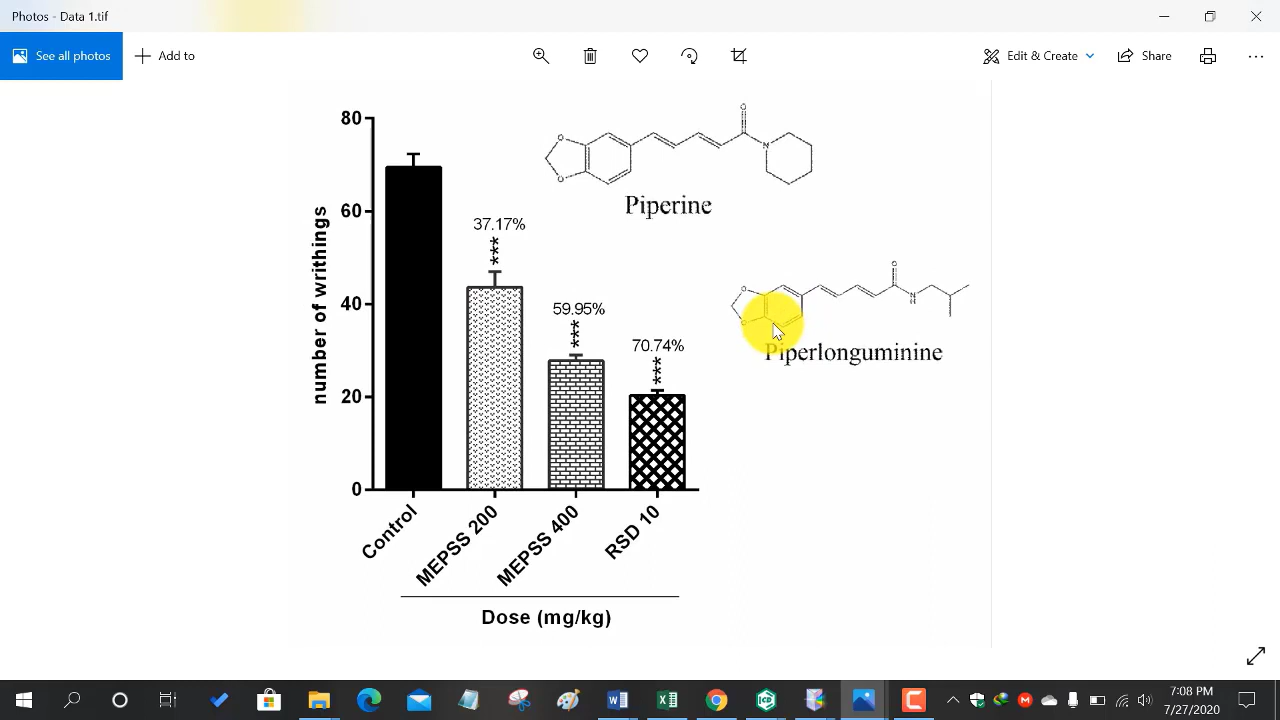 Photos - Data 1.tif
See all photos
Add to
Edit & Create
Share
80
60
40
20
0
number of writhings
37.17%
***
59.95%
***
70.74%
***
O
O
O
N
Piperine
O
O
O
N
H
Piperlonguminine
Control
MEPSS 200
MEPSS 400
RSD 10
Dose (mg/kg)
7:08 PM
7/27/2020